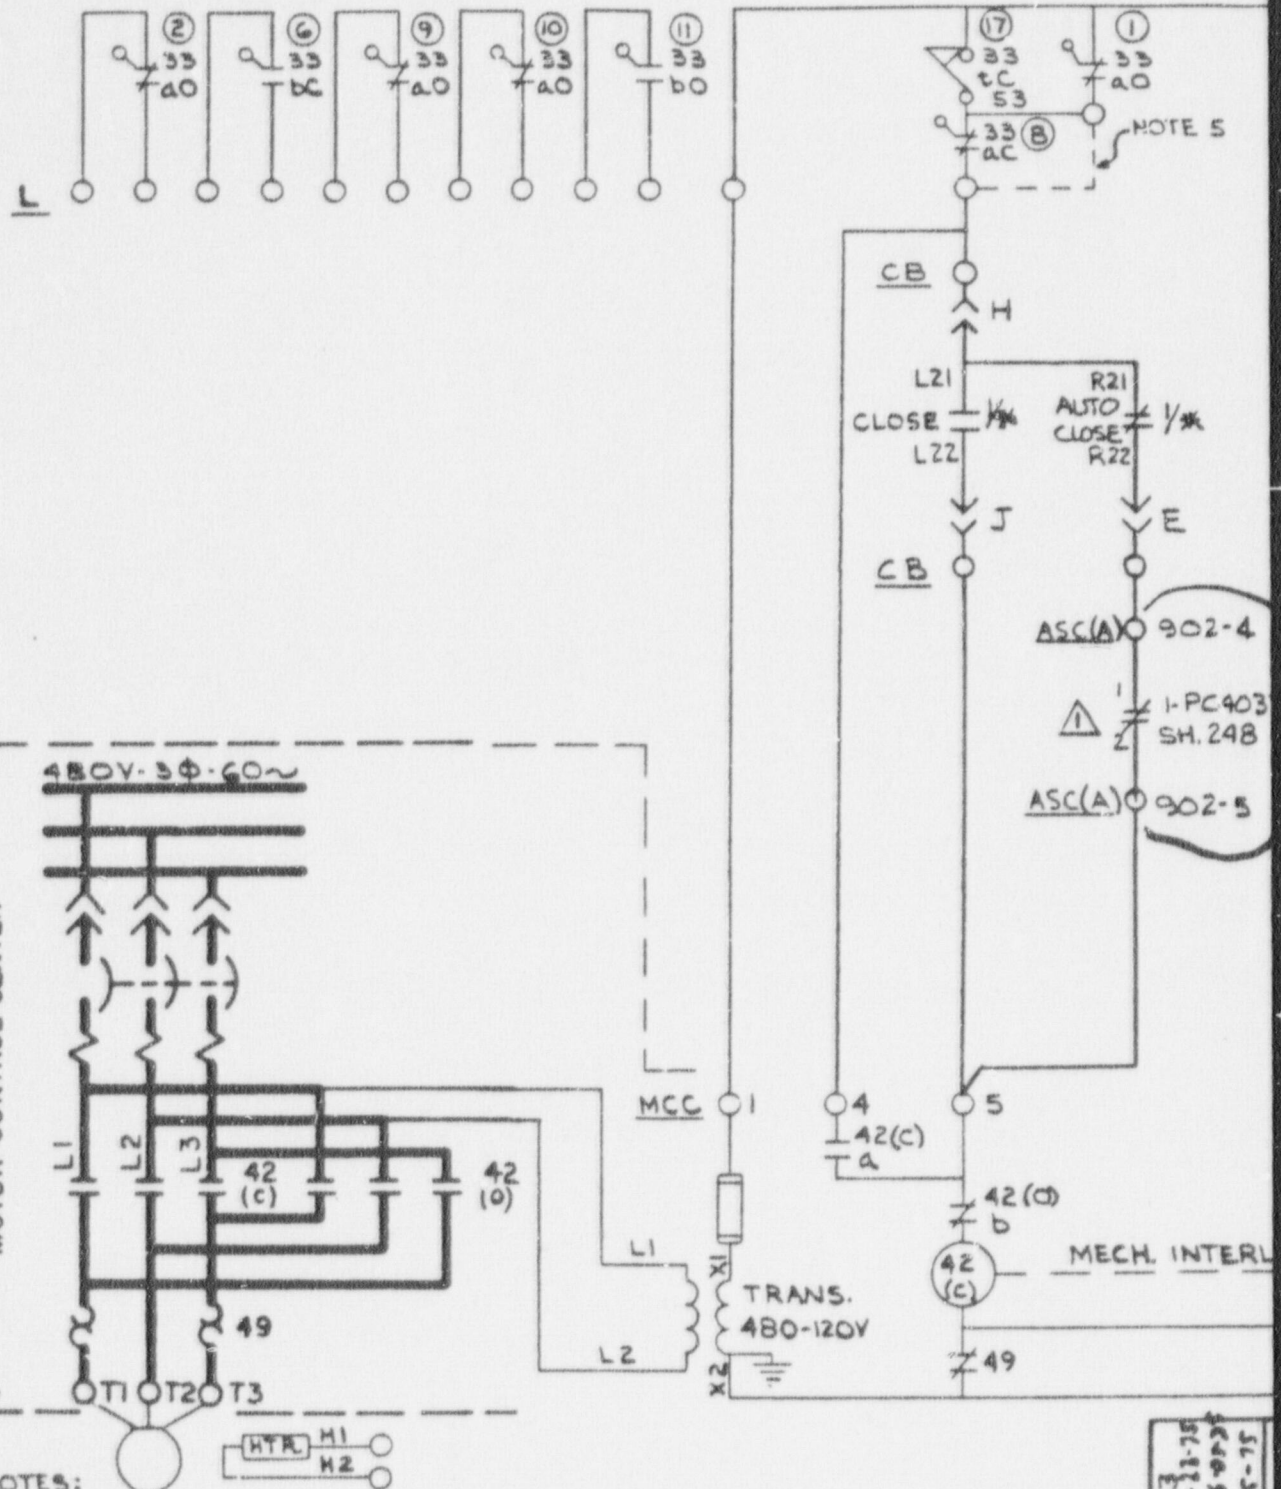 2 6 9 10 11 17 1
33 33 33 33 33 33 33
aO bC aO aO bO tC aO
53
33 8
aC
NOTE 5
L
CB
H
L21 R21
CLOSE AUTO
CLOSE
L22 R22
J E
CB
ASC(A) 902-4
1 1-PC403
1
2 SH. 248
ASC(A) 902-5
480V-3Φ-60~
MCC 1 4 5
42(C)
a
L1 L2 L3
42
(C)
42
(O)
42(O)
b
42
(C)
MECH. INTERL
L1
X1
TRANS.
480-120V
L2
X2
49
49
T1 T2 T3
HTR H1
H2
OTES: